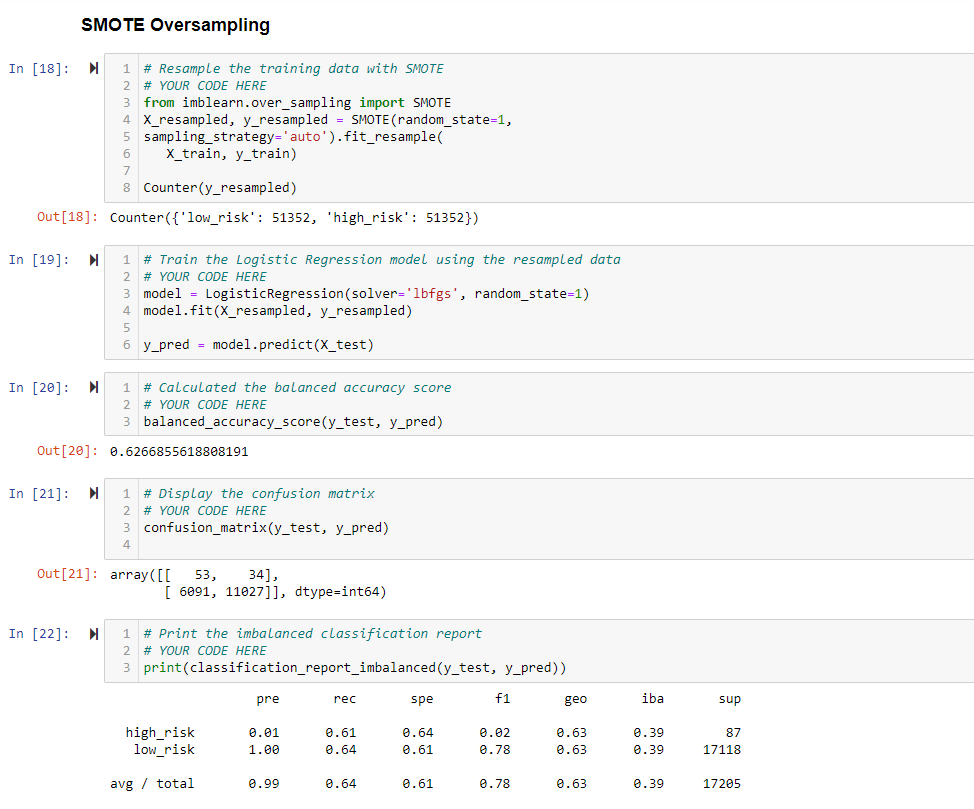 SMOTE Oversampling
In [18]:
1 # Resample the training data with SMOTE
2 # YOUR CODE HERE
3 from imblearn.over_sampling import SMOTE
4 X_resampled, y_resampled = SMOTE(random_state=1,
5 sampling_strategy='auto').fit_resample(
6 X_train, y_train)
7
8 Counter(y_resampled)
Out[18]: Counter({'low_risk': 51352, 'high_risk': 51352})
In [19]:
1 # Train the Logistic Regression model using the resampled data
2 # YOUR CODE HERE
3 model = LogisticRegression(solver='lbfgs', random_state=1)
4 model.fit(X_resampled, y_resampled)
5
6 y_pred = model.predict(X_test)
In [20]:
1 # Calculated the balanced accuracy score
2 # YOUR CODE HERE
3 balanced_accuracy_score(y_test, y_pred)
Out[20]: 0.6266855618808191
In [21]:
1 # Display the confusion matrix
2 # YOUR CODE HERE
3 confusion_matrix(y_test, y_pred)
4
Out[21]: array([[ 53, 34],
[ 6091, 11027]], dtype=int64)
In [22]:
1 # Print the imbalanced classification report
2 # YOUR CODE HERE
3 print(classification_report_imbalanced(y_test, y_pred))
pre rec spe f1 geo iba sup
high_risk 0.01 0.61 0.64 0.02 0.63 0.39 87
low_risk 1.00 0.64 0.61 0.78 0.63 0.39 17118
avg / total 0.99 0.64 0.61 0.78 0.63 0.39 17205